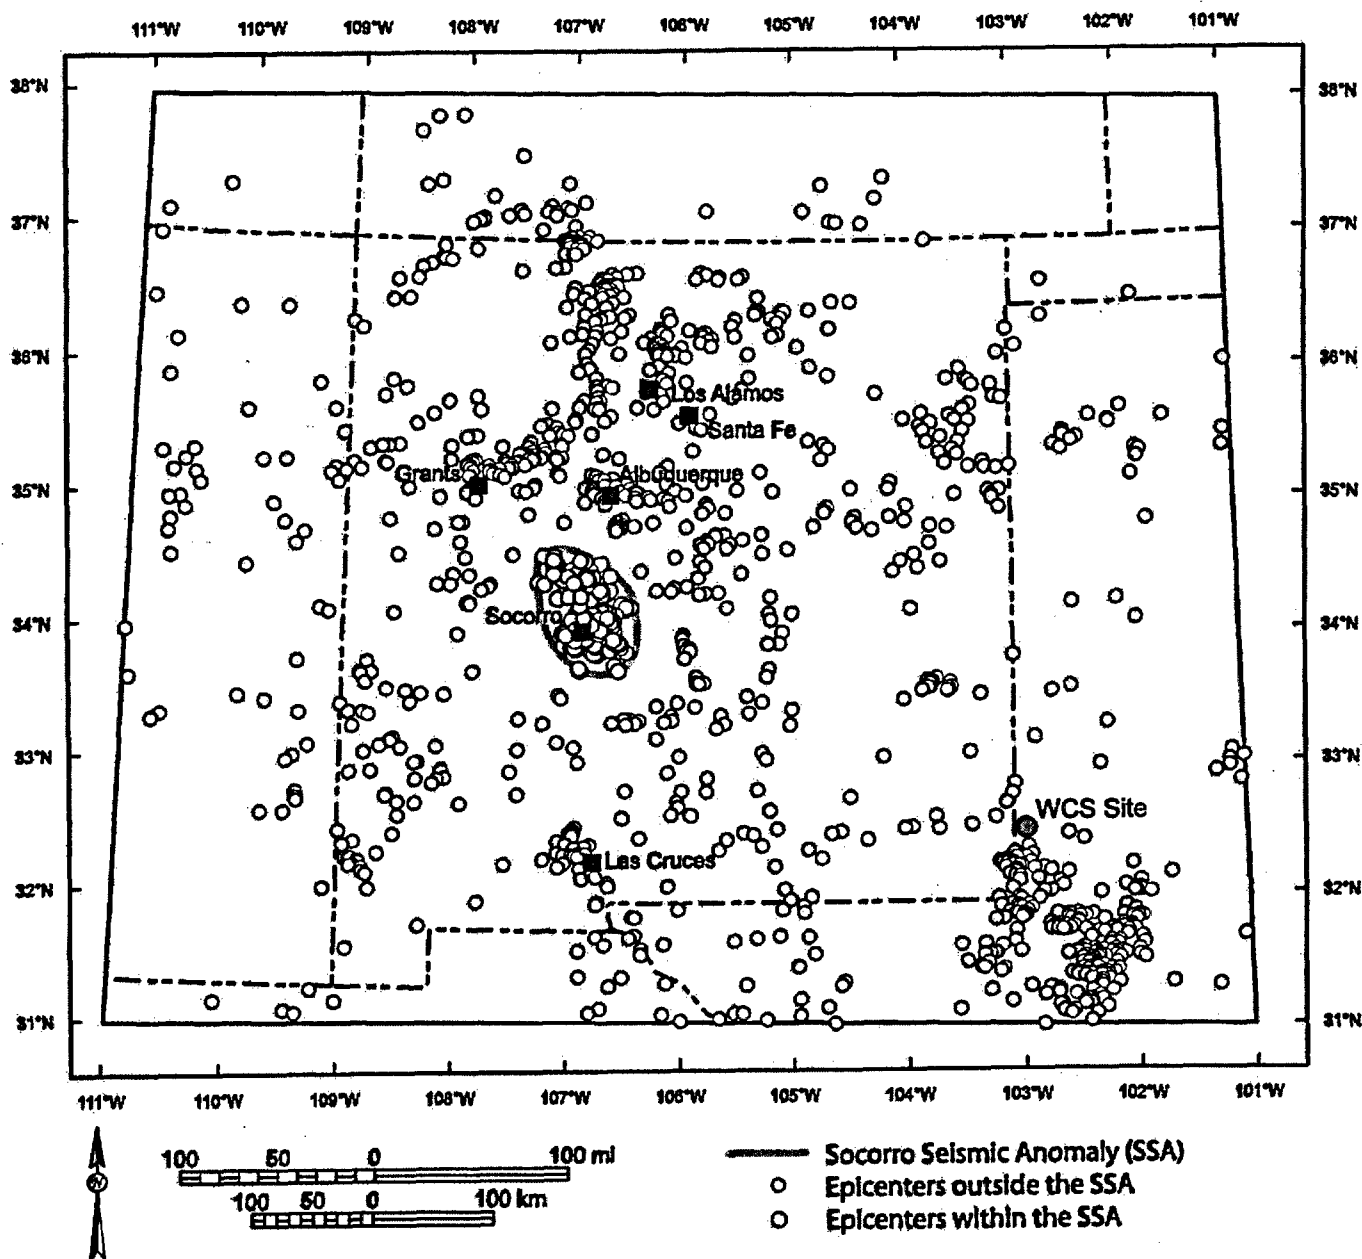 111°W 110°W 109°W 108°W 107°W 106°W 105°W 104°W 103°W 102°W 101°W
38°N 38°N
37°N 37°N
36°N 36°N
Los Alamos
Santa Fe
Grants Albuquerque
35°N 35°N
Socorro
34°N 34°N
33°N 33°N
WCS Site
Las Cruces
32°N 32°N
31°N 31°N
111°W 110°W 109°W 108°W 107°W 106°W 105°W 104°W 103°W 102°W 101°W
100 50 0 100 mi
100 50 0 100 km
Socorro Seismic Anomaly (SSA)
Epicenters outside the SSA
Epicenters within the SSA